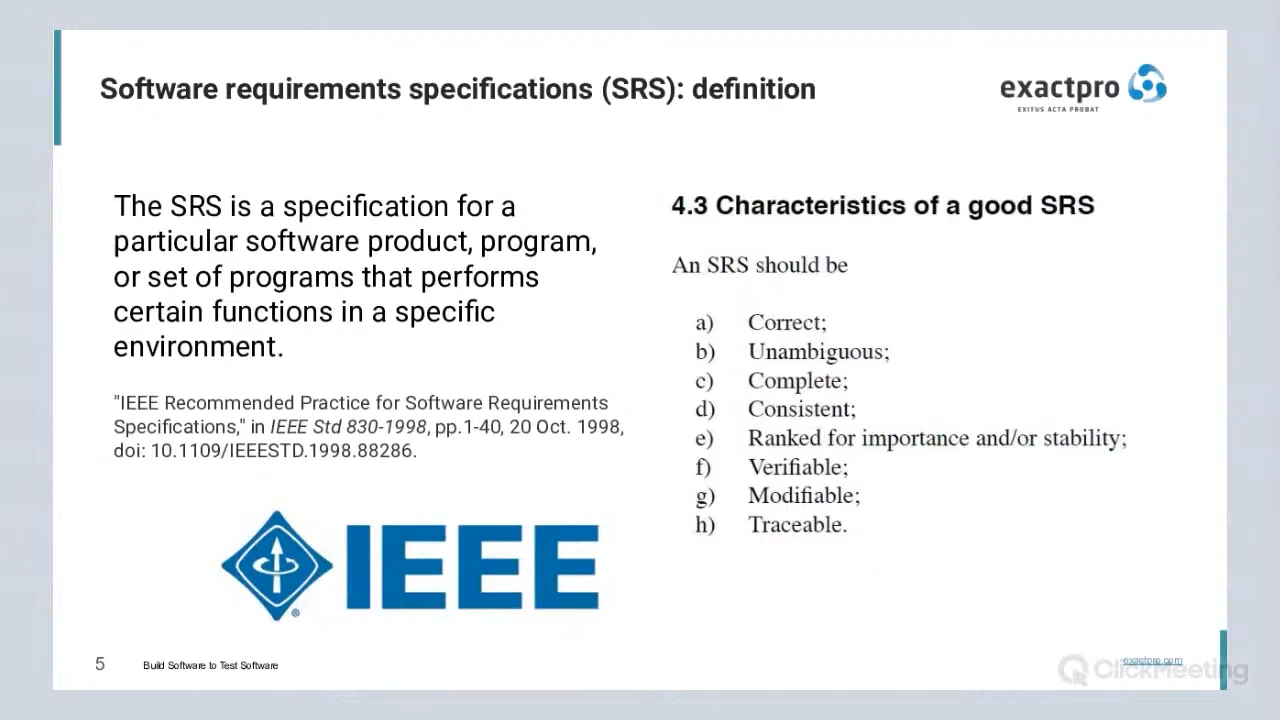 Software requirements specifications (SRS): definition
exactpro
EXITUS ACTA PROBAT
The SRS is a specification for a
particular software product, program,
or set of programs that performs
certain functions in a specific
environment.
"IEEE Recommended Practice for Software Requirements
Specifications," in IEEE Std 830-1998, pp.1-40, 20 Oct. 1998,
doi: 10.1109/IEEESTD.1998.88286.
IEEE
®
4.3 Characteristics of a good SRS
An SRS should be
a) Correct;
b) Unambiguous;
c) Complete;
d) Consistent;
e) Ranked for importance and/or stability;
f) Verifiable;
g) Modifiable;
h) Traceable.
5 Build Software to Test Software
exactpro.com
ClickMeeting